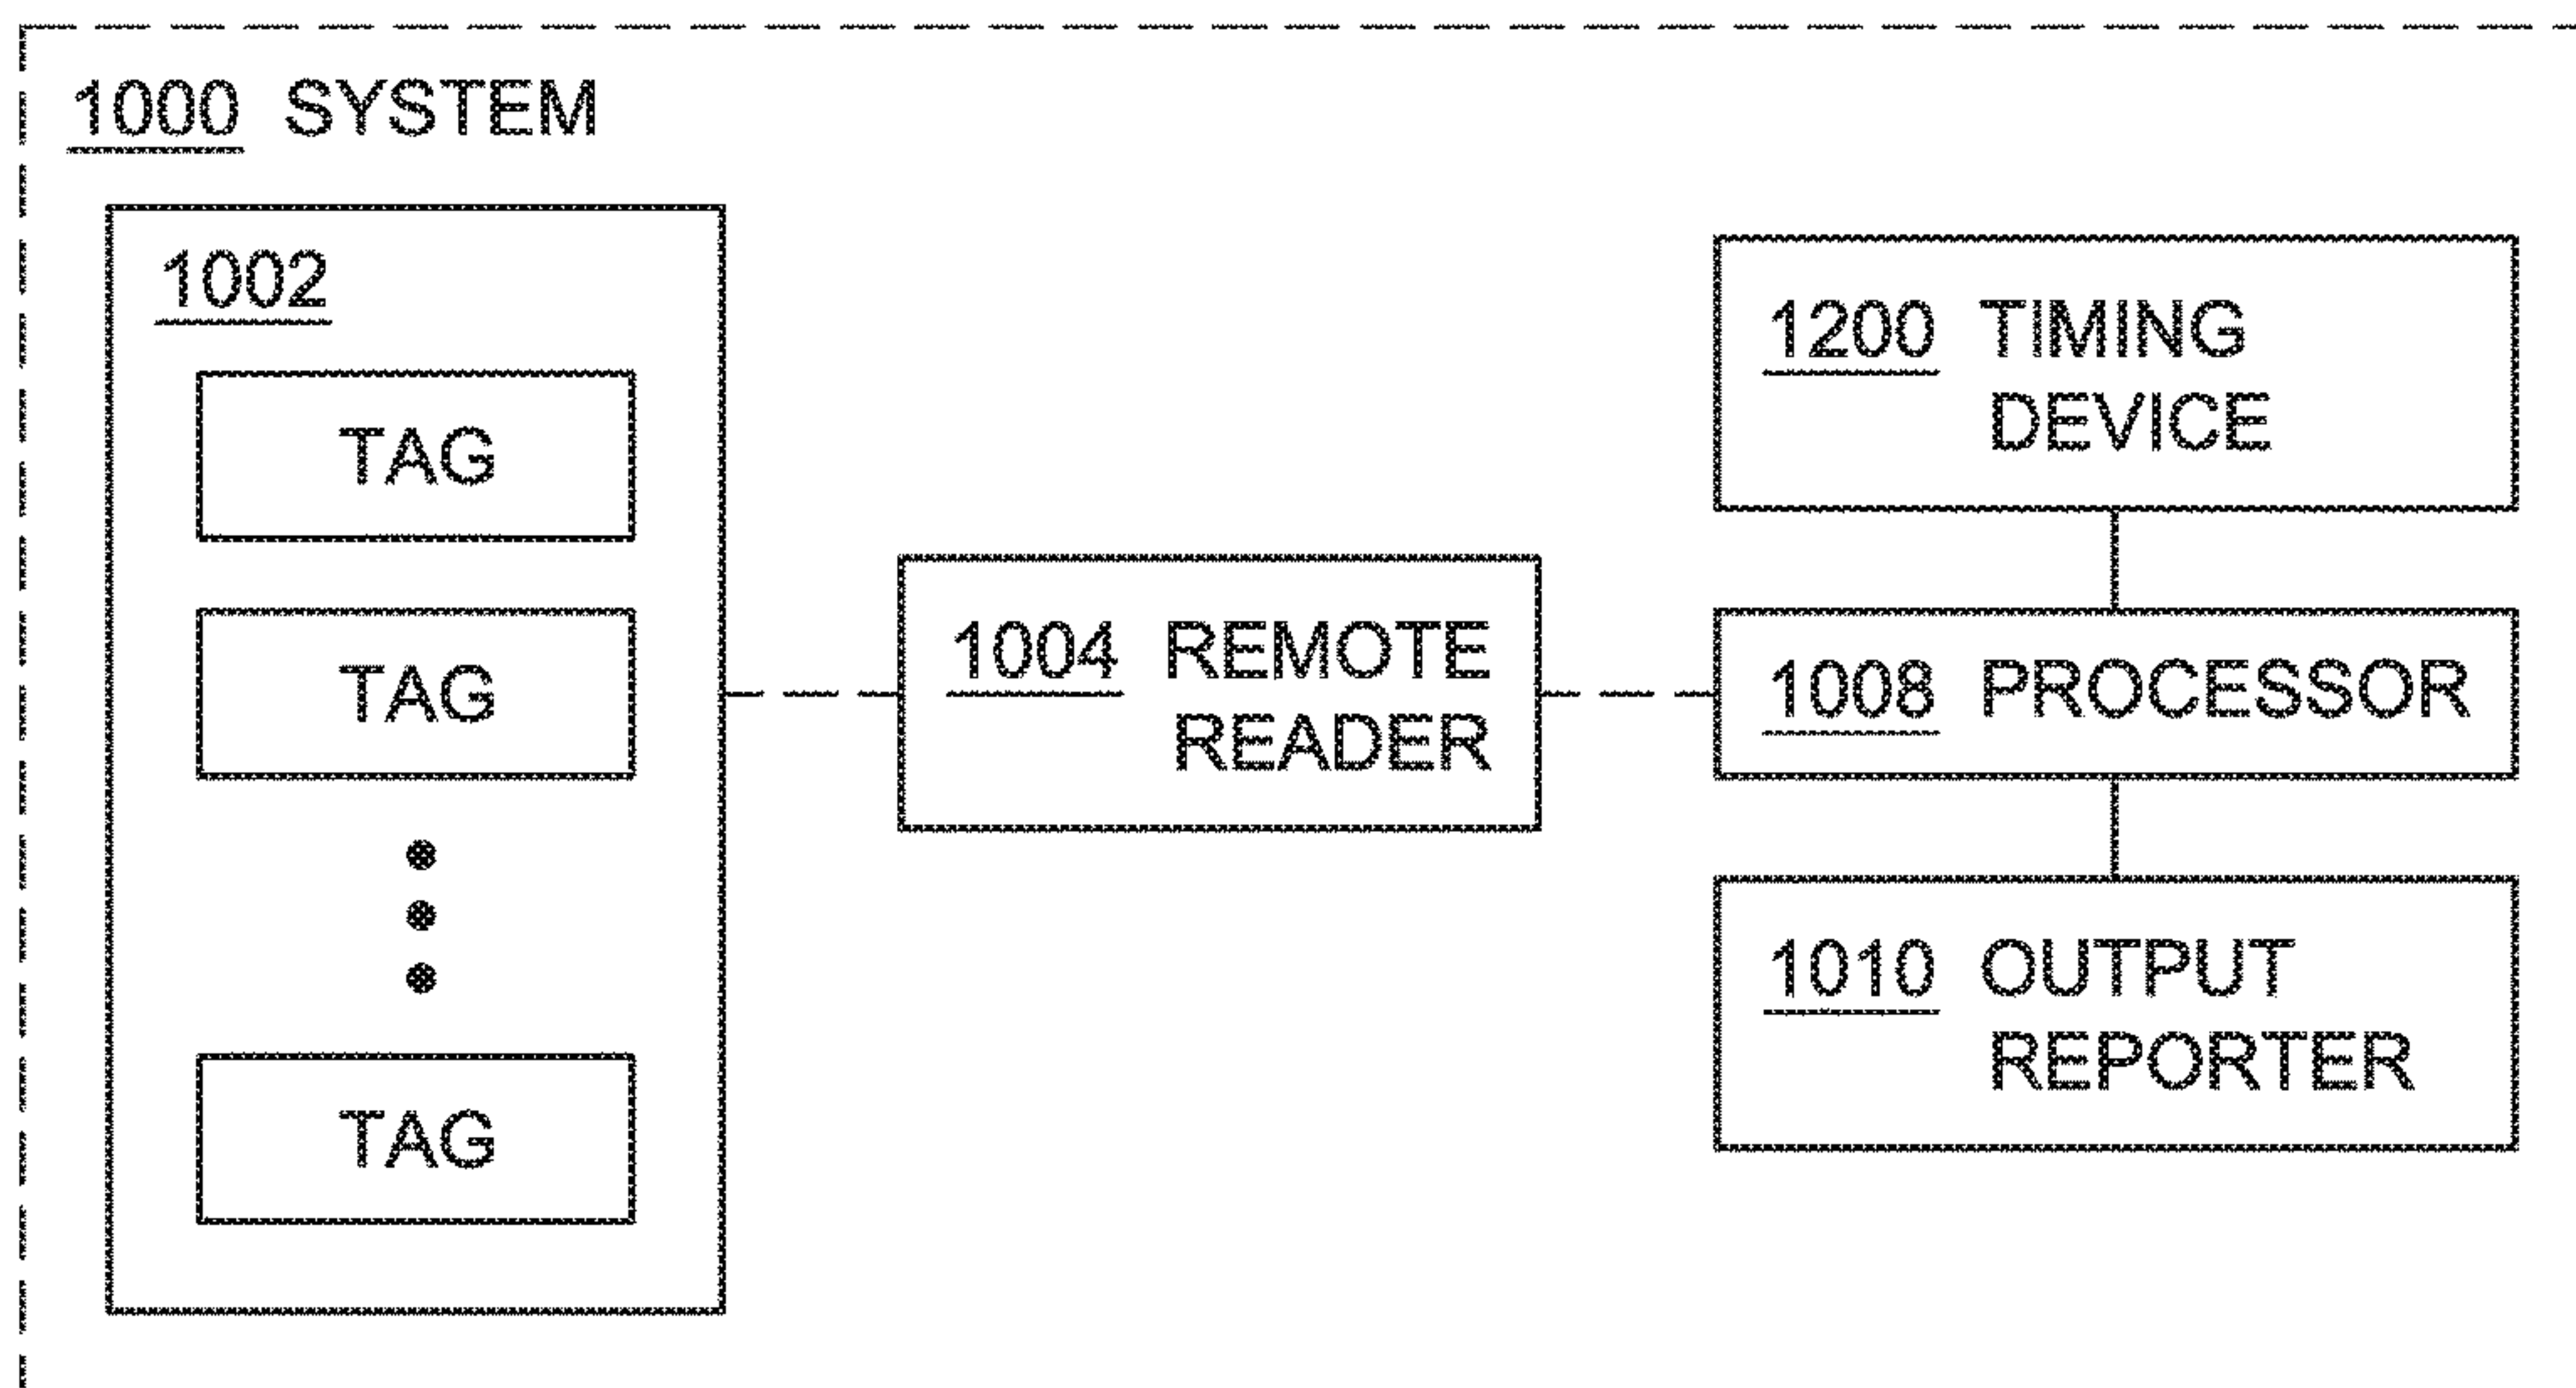 1000 SYSTEM
1002
TAG
TAG
TAG
1004 REMOTE
READER
1200 TIMING
DEVICE
1008 PROCESSOR
1010 OUTPUT
REPORTER